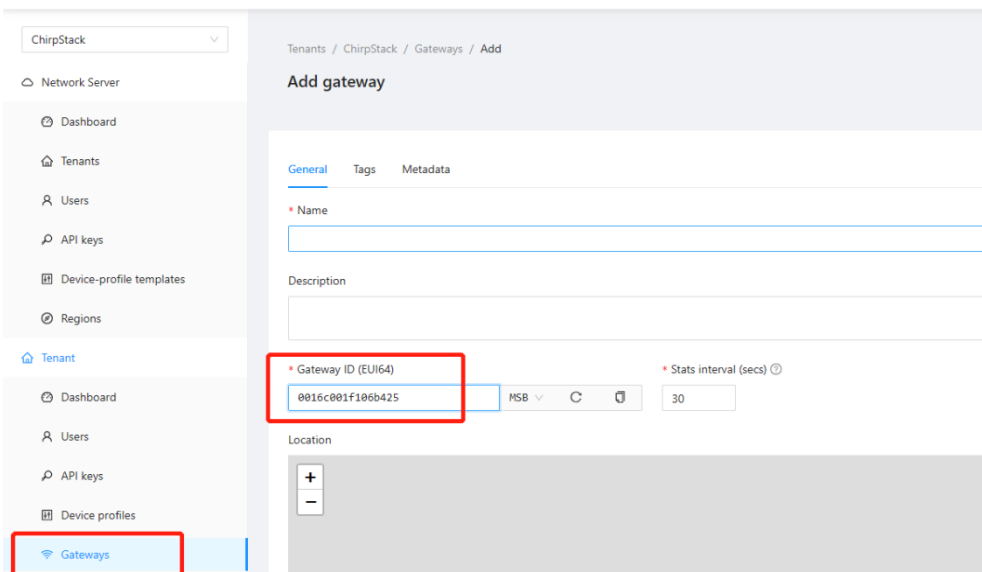 ChirpStack
Network Server
Dashboard
Tenants
Users
API keys
Device-profile templates
Regions
Tenant
Dashboard
Users
API keys
Device profiles
Gateways
Tenants / ChirpStack / Gateways / Add
Add gateway
General Tags Metadata
* Name
Description
* Gateway ID (EUI64) * Stats interval (secs)
0016c001f106b425 MSB 30
Location
+
−